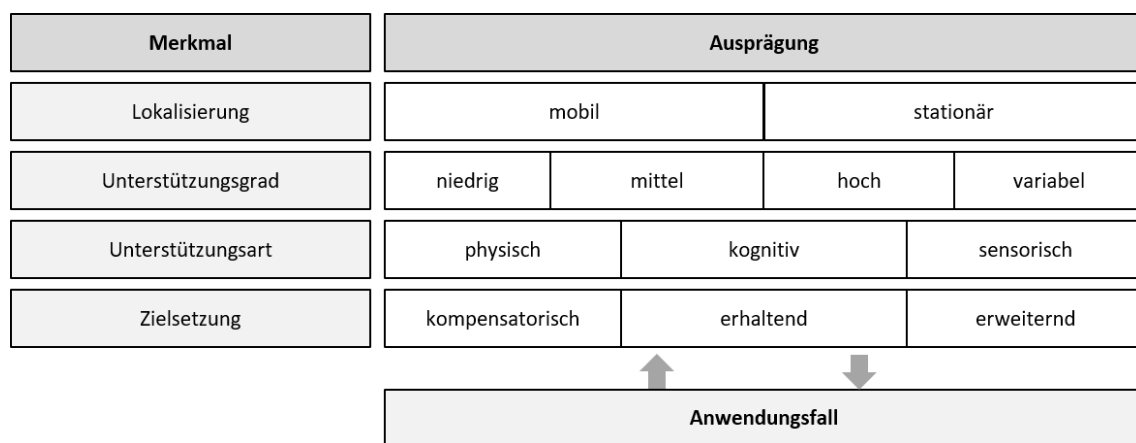 Merkmal Ausprägung
Lokalisierung mobil stationär
Unterstützungsgrad niedrig mittel hoch variabel
Unterstützungsart physisch kognitiv sensorisch
Zielsetzung kompensatorisch erhaltend erweiternd
Anwendungsfall